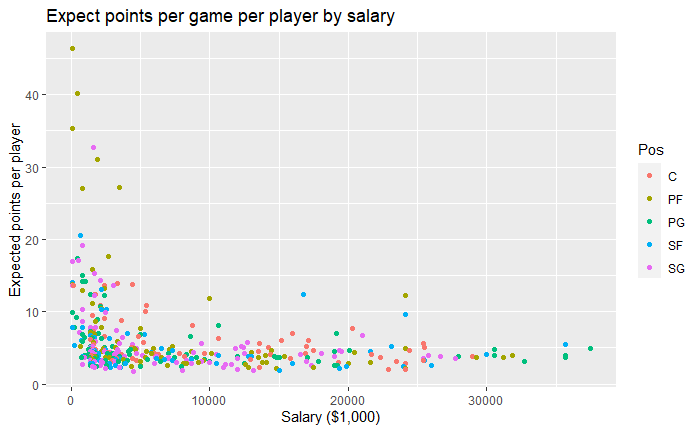 Expect points per game per player by salary
Expected points per player
40
30
20
10
0
0
10000
20000
30000
Salary ($1,000)
Pos
C
PF
PG
SF
SG